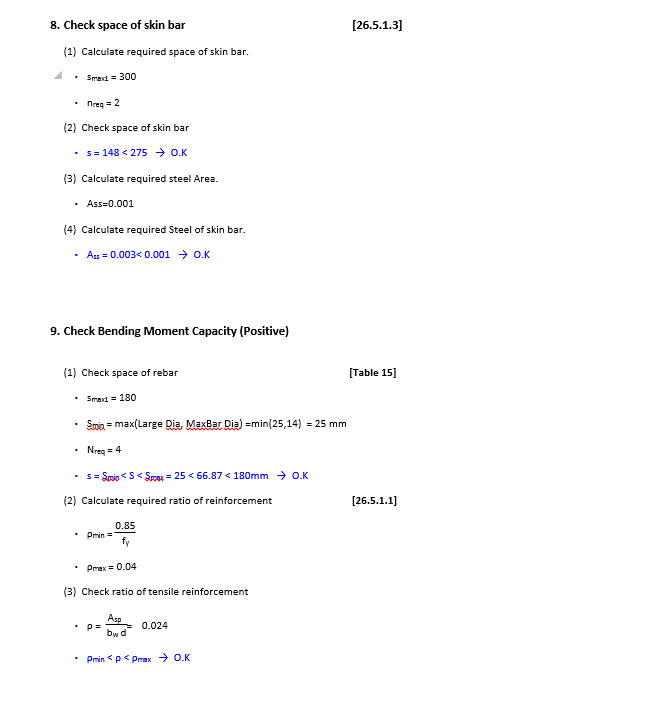 8. Check space of skin bar [26.5.1.3]
(1) Calculate required space of skin bar.
• smax1 = 300
• nreq = 2
(2) Check space of skin bar
• s = 148 < 275 → O.K
(3) Calculate required steel Area.
• Ass=0.001
(4) Calculate required Steel of skin bar.
• Ass = 0.003< 0.001 → O.K
9. Check Bending Moment Capacity (Positive)
(1) Check space of rebar [Table 15]
• smax1 = 180
• Smin = max(Large Dia, MaxBar Dia) =min(25,14) = 25 mm
• Nreq = 4
• s = Smin < S < Smax = 25 < 66.87 < 180mm → O.K
(2) Calculate required ratio of reinforcement [26.5.1.1]
• ρmin = 0.85 / fy
• ρmax = 0.04
(3) Check ratio of tensile reinforcement
• ρ = Asp / bw d = 0.024
• ρmin < ρ < ρmax → O.K